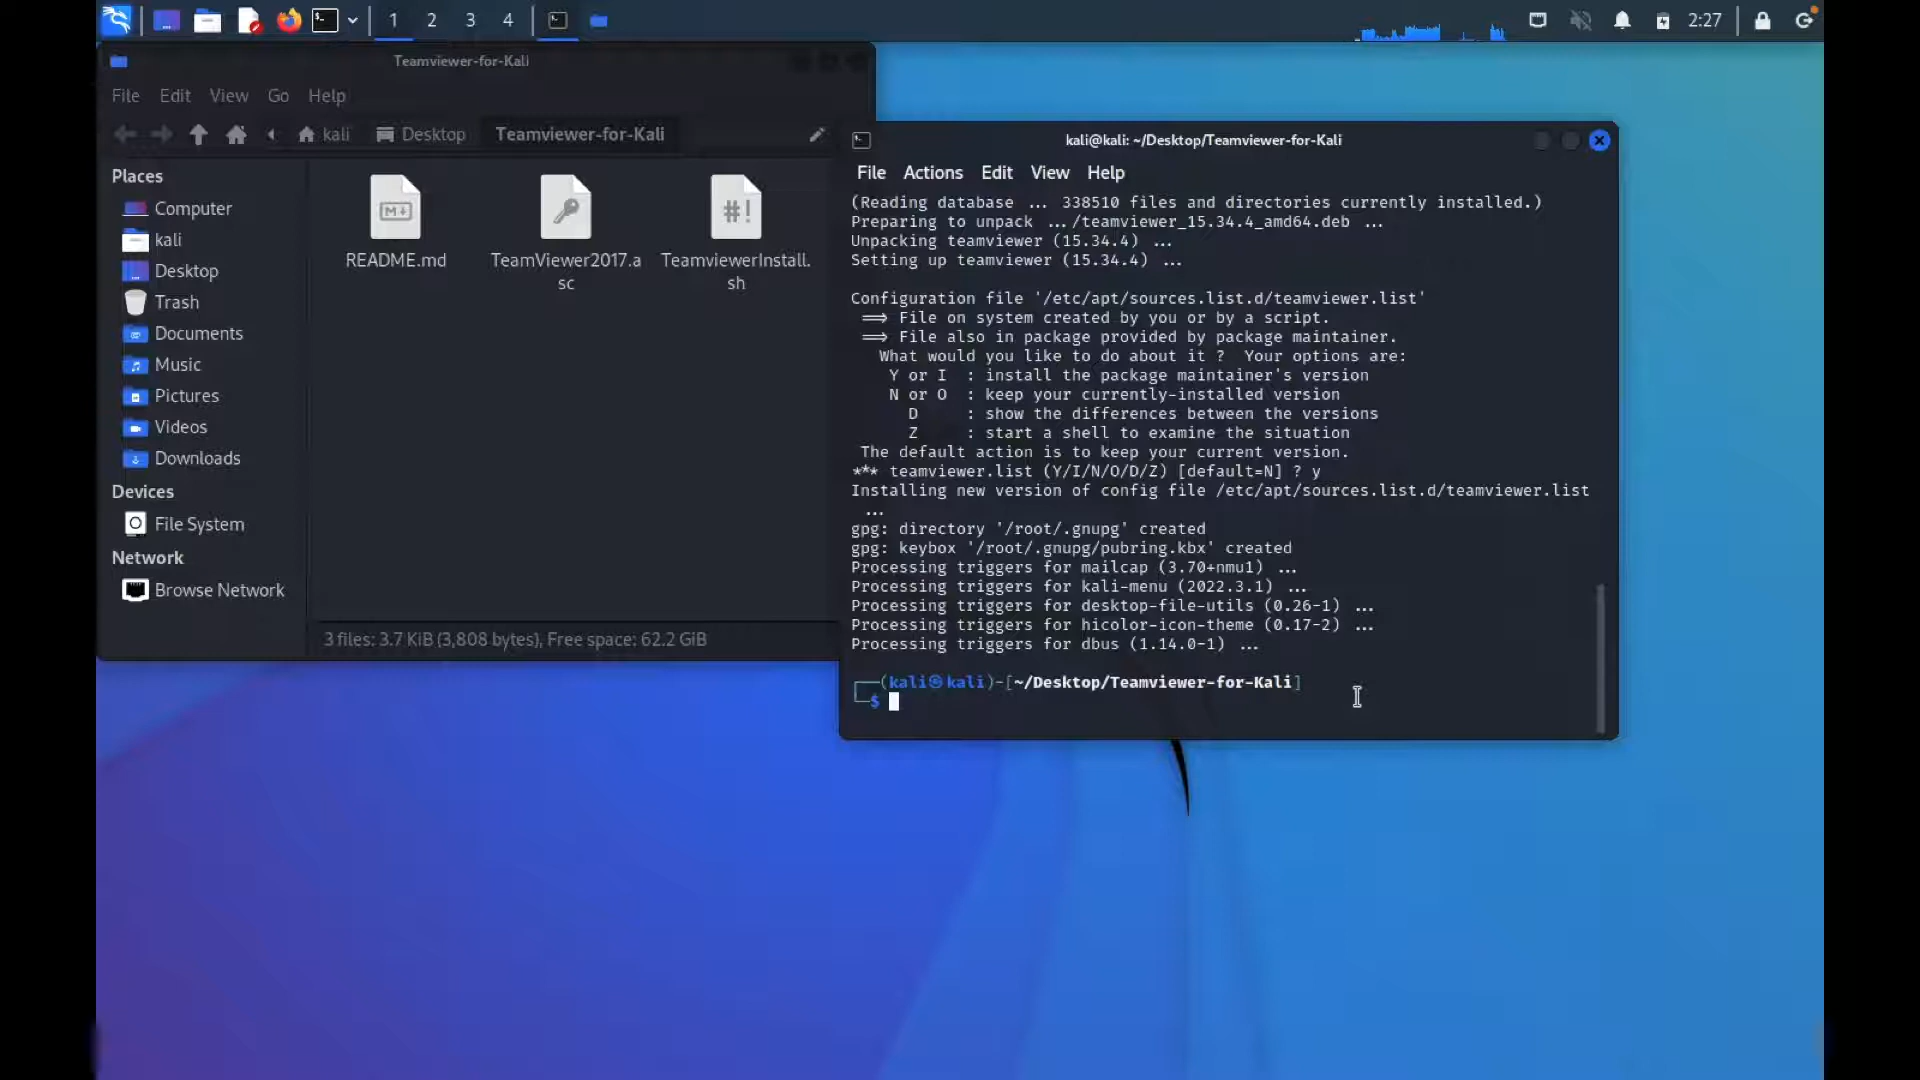 1 2 3 4
2:27
Teamviewer-for-Kali
File Edit View Go Help
kali Desktop Teamviewer-for-Kali
Places
Computer
kali
Desktop
Trash
Documents
Music
Pictures
Videos
Downloads
Devices
File System
Network
Browse Network
README.md
TeamViewer2017.a
sc
TeamviewerInstall.
sh
3 files: 3.7 KiB (3,808 bytes), Free space: 62.2 GiB
kali@kali: ~/Desktop/Teamviewer-for-Kali
File Actions Edit View Help
(Reading database ... 338510 files and directories currently installed.)
Preparing to unpack .../teamviewer_15.34.4_amd64.deb ...
Unpacking teamviewer (15.34.4) ...
Setting up teamviewer (15.34.4) ...
Configuration file '/etc/apt/sources.list.d/teamviewer.list'
==> File on system created by you or by a script.
==> File also in package provided by package maintainer.
What would you like to do about it ? Your options are:
Y or I : install the package maintainer's version
N or O : keep your currently-installed version
D : show the differences between the versions
Z : start a shell to examine the situation
The default action is to keep your current version.
*** teamviewer.list (Y/I/N/O/D/Z) [default=N] ? y
Installing new version of config file /etc/apt/sources.list.d/teamviewer.list
...
gpg: directory '/root/.gnupg' created
gpg: keybox '/root/.gnupg/pubring.kbx' created
Processing triggers for mailcap (3.70+nmu1) ...
Processing triggers for kali-menu (2022.3.1) ...
Processing triggers for desktop-file-utils (0.26-1) ...
Processing triggers for hicolor-icon-theme (0.17-2) ...
Processing triggers for dbus (1.14.0-1) ...
┌──(kali㉿kali)-[~/Desktop/Teamviewer-for-Kali]
└─$